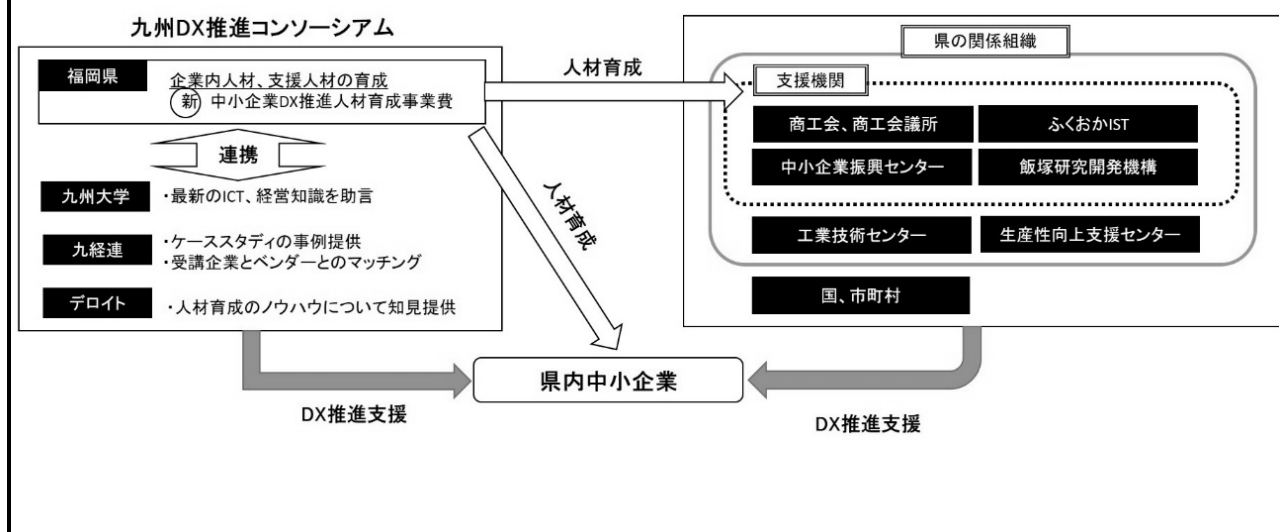 九州DX推進コンソーシアム
福岡県
企業内人材、支援人材の育成
新 中小企業DX推進人材育成事業費
連携
九州大学
・最新のICT、経営知識を助言
九経連
・ケーススタディの事例提供
・受講企業とベンダーとのマッチング
デロイト
・人材育成のノウハウについて知見提供
人材育成
人材育成
県の関係組織
支援機関
商工会、商工会議所
ふくおかIST
中小企業振興センター
飯塚研究開発機構
工業技術センター
生産性向上支援センター
国、市町村
県内中小企業
DX推進支援
DX推進支援